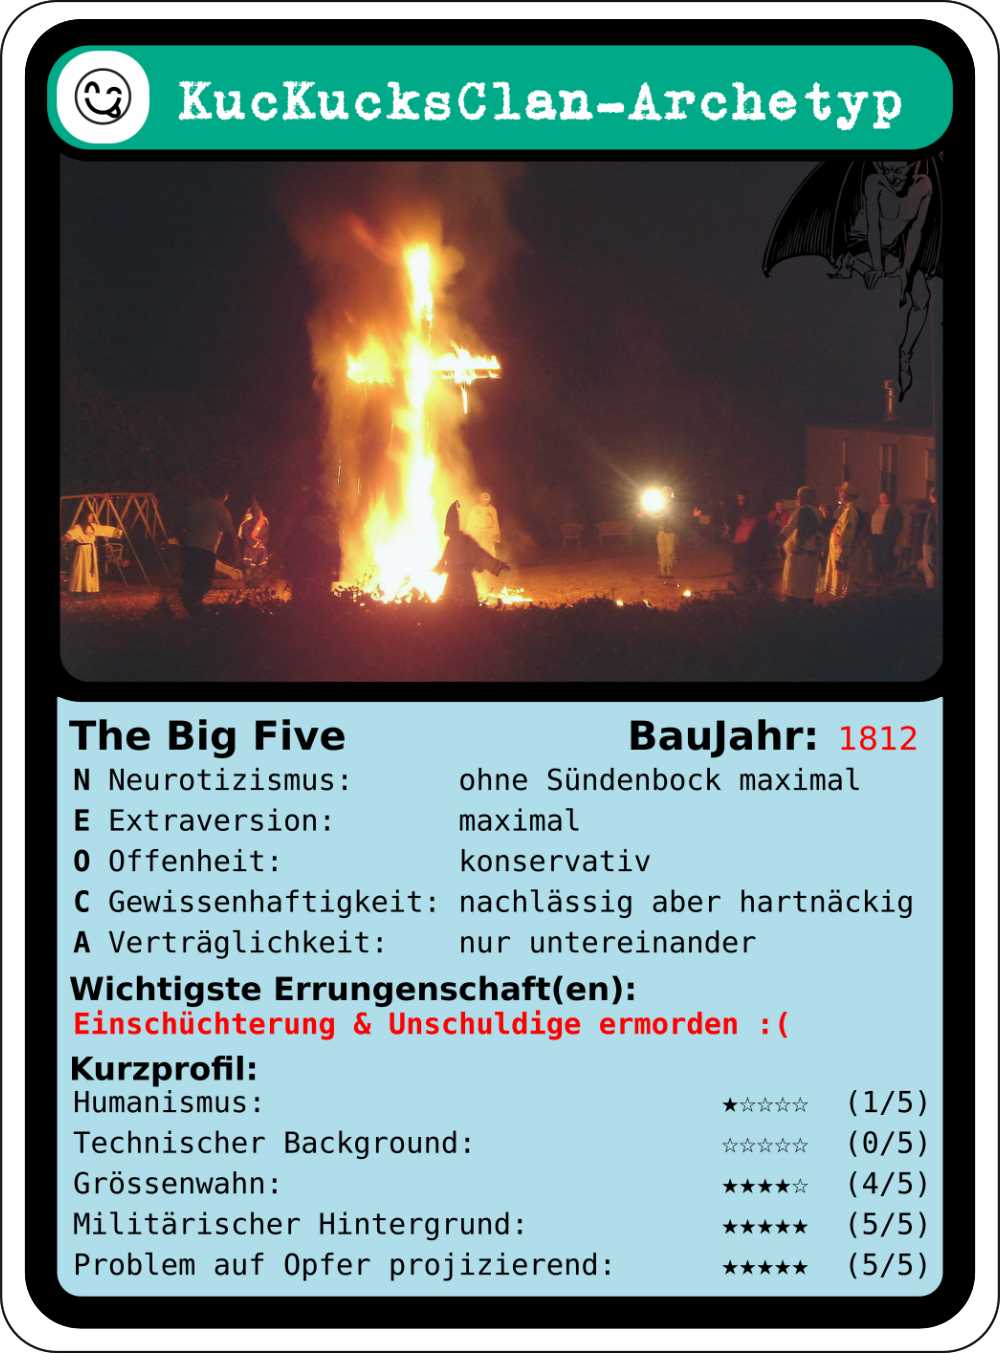 KucKucksClan-Archetyp
The Big Five BauJahr: 1812
N Neurotizismus: ohne Sündenbock maximal
E Extraversion: maximal
O Offenheit: konservativ
C Gewissenhaftigkeit: nachlässig aber hartnäckig
A Verträglichkeit: nur untereinander
Wichtigste Errungenschaft(en):
Einschüchterung & Unschuldige ermorden :(
Kurzprofil:
Humanismus: ★☆☆☆☆ (1/5)
Technischer Background: ☆☆☆☆☆ (0/5)
Grössenwahn: ★★★★☆ (4/5)
Militärischer Hintergrund: ★★★★★ (5/5)
Problem auf Opfer projizierend: ★★★★★ (5/5)